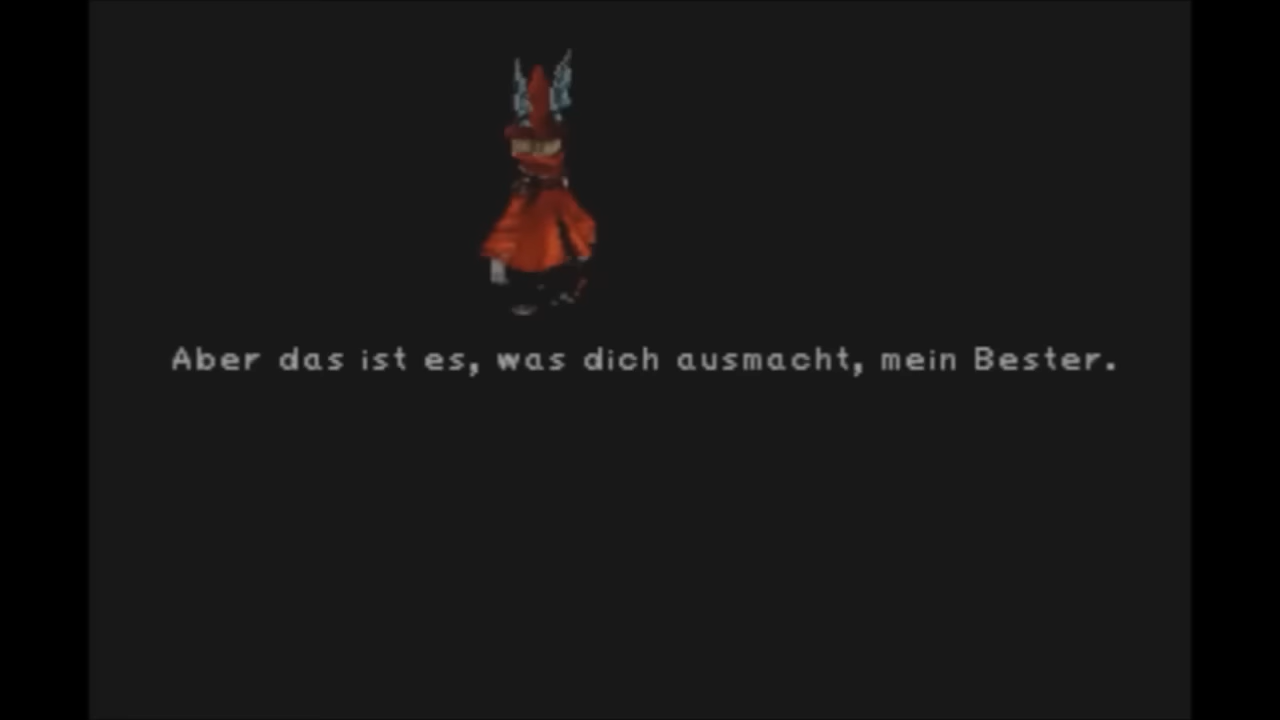 Aber das ist es, was dich ausmacht, mein Bester.